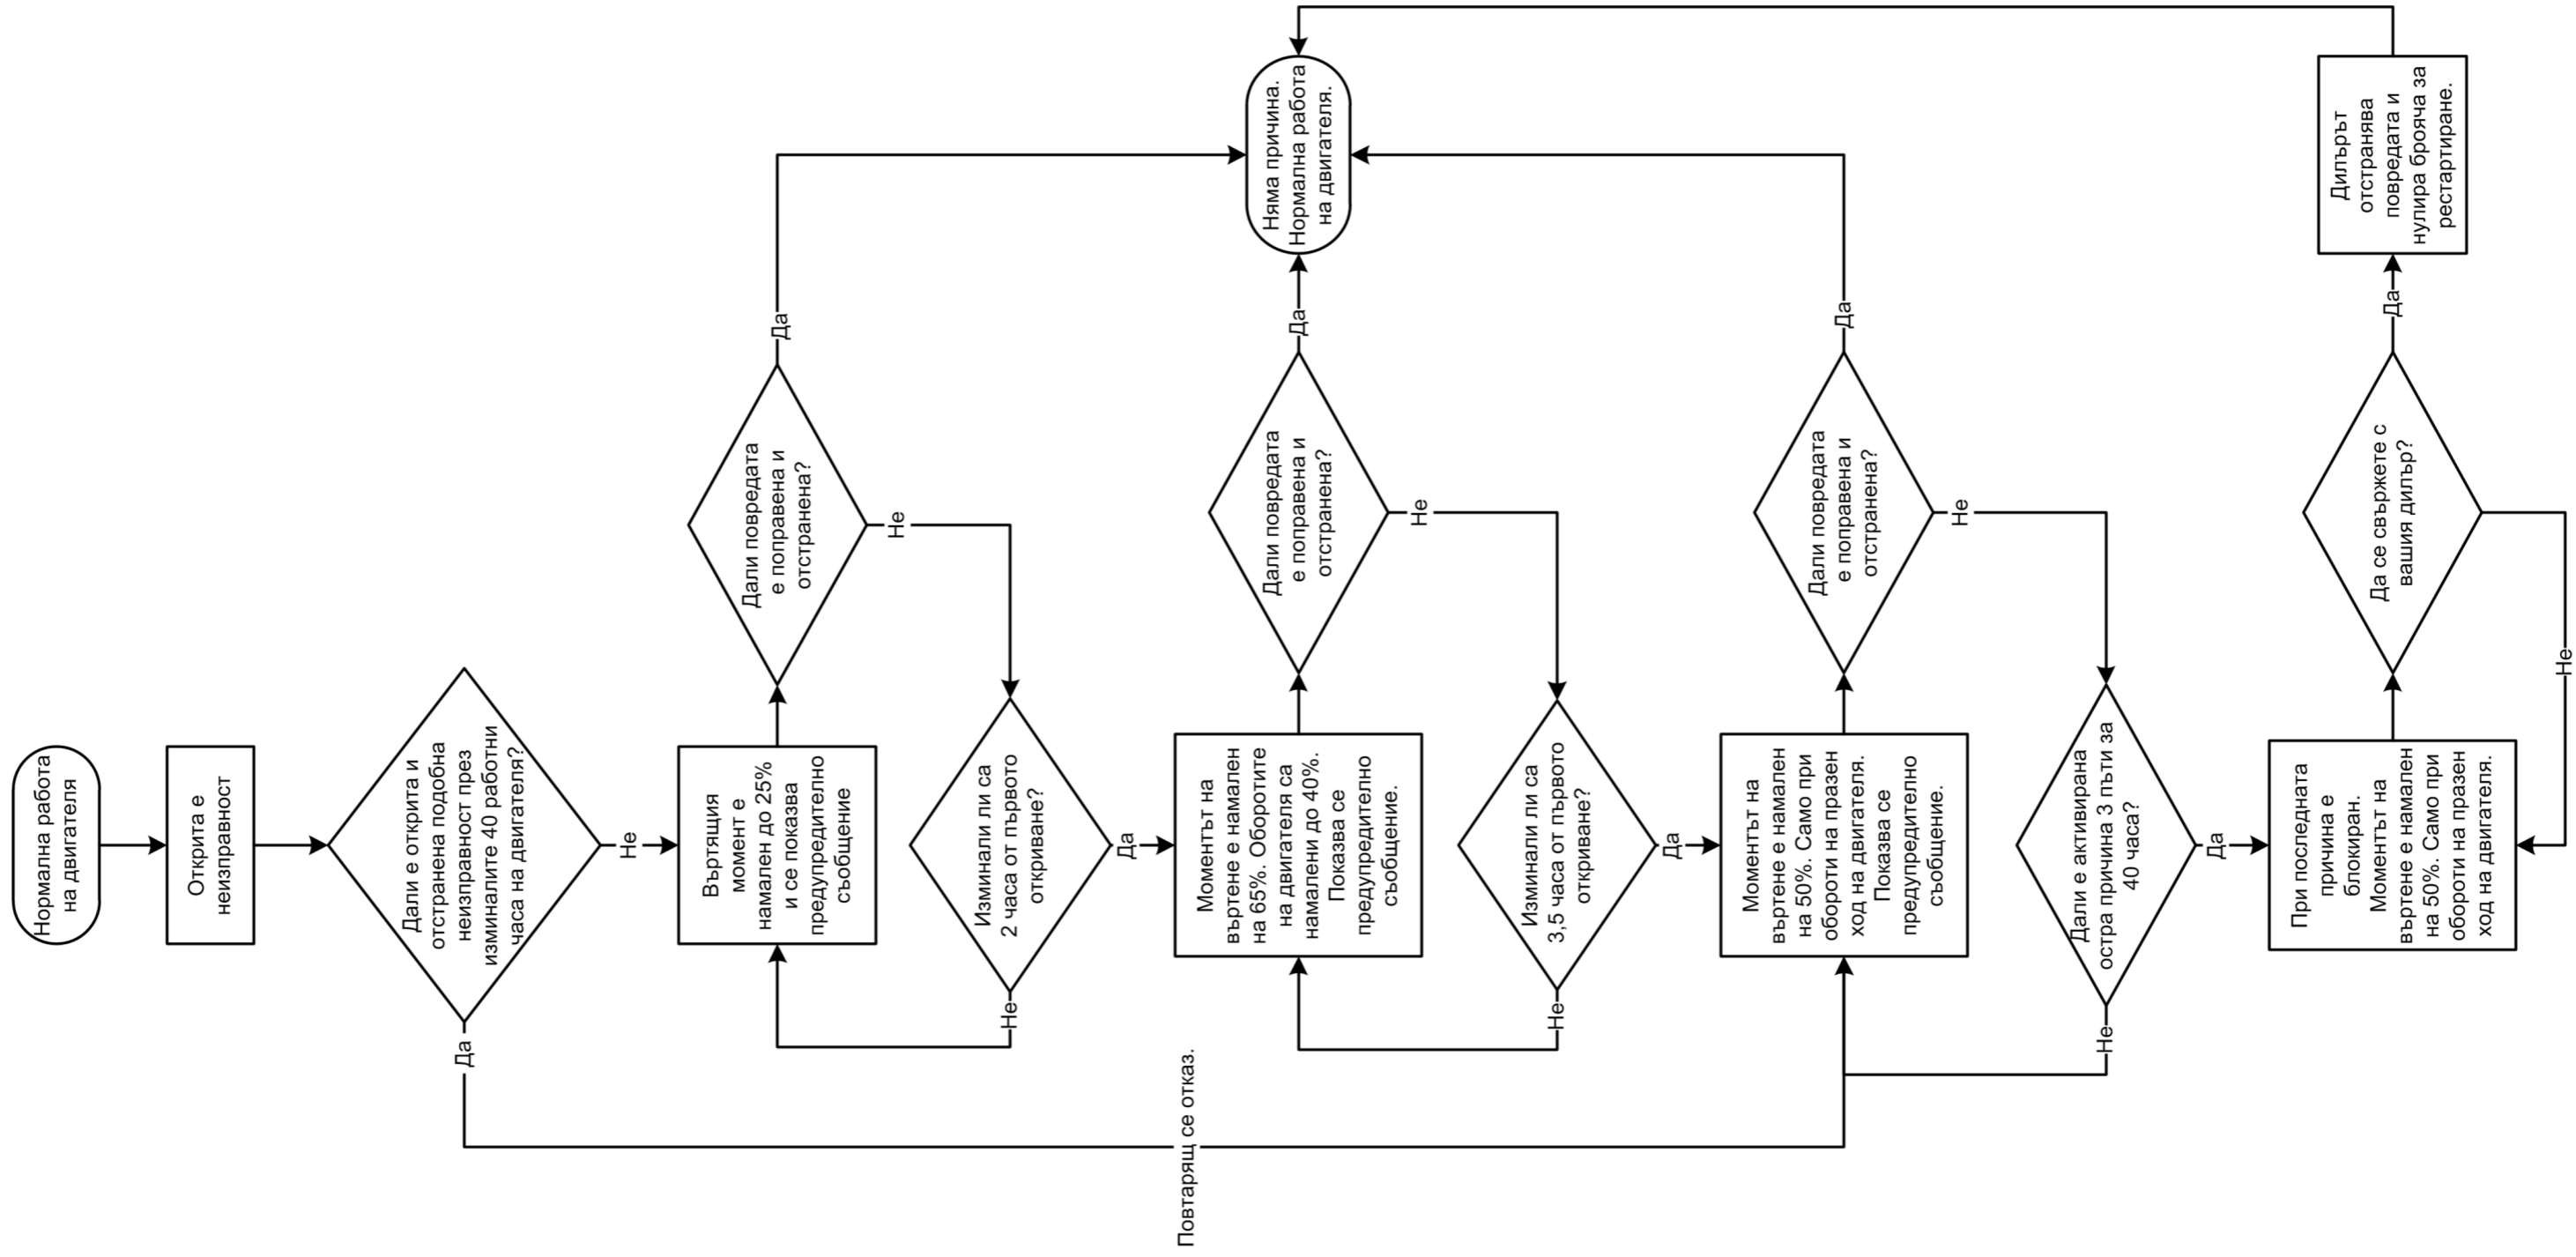 Нормална работа
на двигателя
Открита е
неизправност
Дали е открита и
отстранена подобна
неизправност през
изминалите 40 работни
часа на двигателя?
Да
Не
Повтарящ се отказ.
Въртящия
момент е
намален до 25%
и се показва
предупредително
съобщение
Дали повредата
е поправена и
отстранена?
Да
Не
Изминали ли са
2 часа от първото
откриване?
Не
Да
Моментът на
въртене е намален
на 65%. Оборотите
на двигателя са
намалени до 40%.
Показва се
предупредително
съобщение.
Дали повредата
е поправена и
отстранена?
Да
Не
Няма причина.
Нормална работа
на двигателя.
Изминали ли са
3,5 часа от първото
откриване?
Не
Да
Моментът на
въртене е намален
на 50%. Само при
обороти на празен
ход на двигателя.
Показва се
предупредително
съобщение.
Дали повредата
е поправена и
отстранена?
Да
Не
Дали е активирана
остра причина 3 пъти за
40 часа?
Не
Да
При последната
причина е
блокиран.
Моментът на
въртене е намален
на 50%. Само при
обороти на празен
ход на двигателя.
Да се свържете с
вашия дилър?
Да
Не
Дилърът
отстранява
повредата и
нулира брояча за
рестартиране.